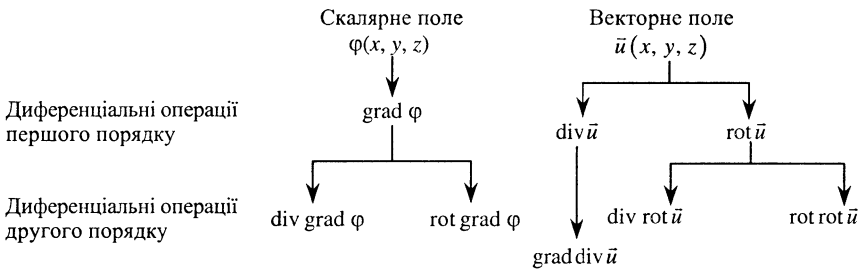 Скалярне поле
φ(x, y, z)
Векторне поле
u⃗(x, y, z)
Диференціальні операції
першого порядку
grad φ
div u⃗
rot u⃗
Диференціальні операції
другого порядку
div grad φ
rot grad φ
grad div u⃗
div rot u⃗
rot rot u⃗